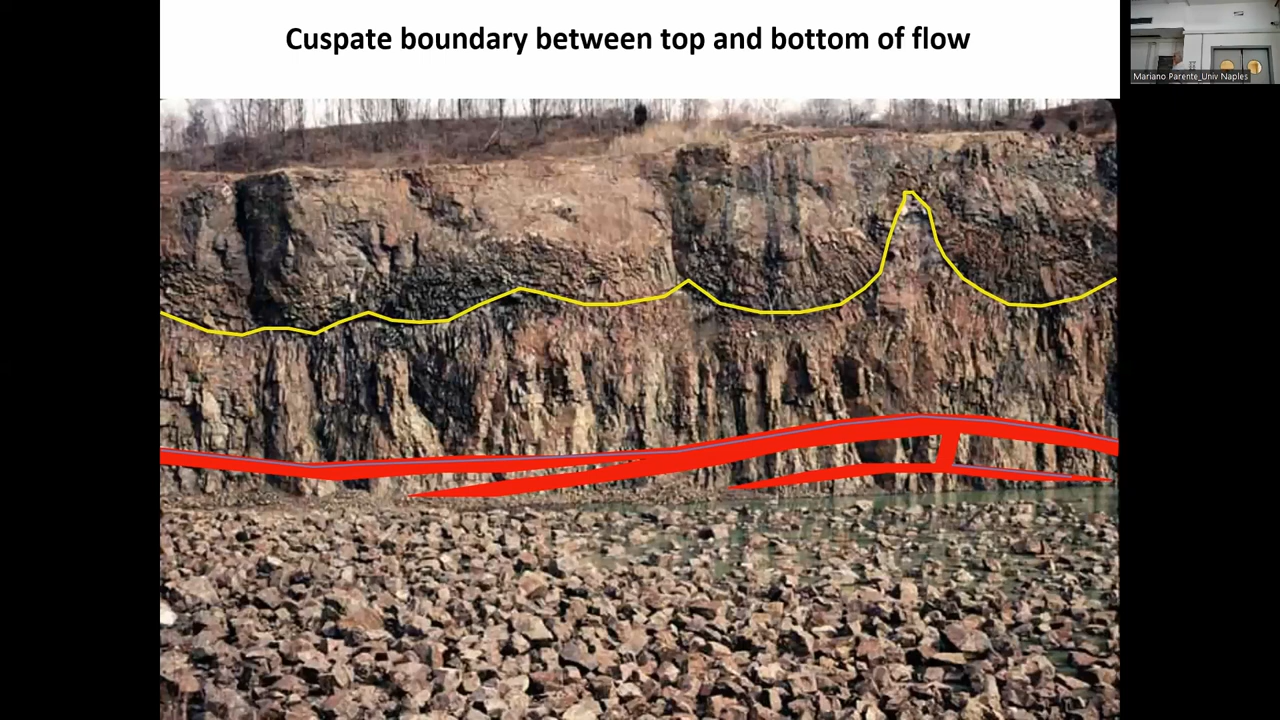 Cuspate boundary between top and bottom of flow
Mariano Parente_Univ Naples